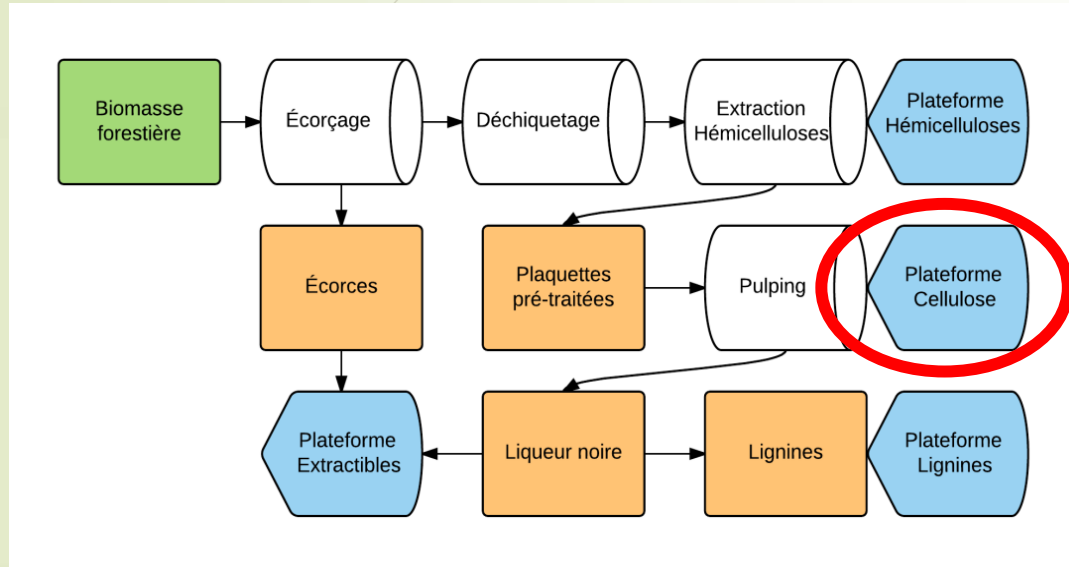 Biomasse
forestière
Écorçage
Déchiquetage
Extraction
Hémicelluloses
Plateforme
Hémicelluloses
Écorces
Plaquettes
pré-traitées
Pulping
Plateforme
Cellulose
Plateforme
Extractibles
Liqueur noire
Lignines
Plateforme
Lignines